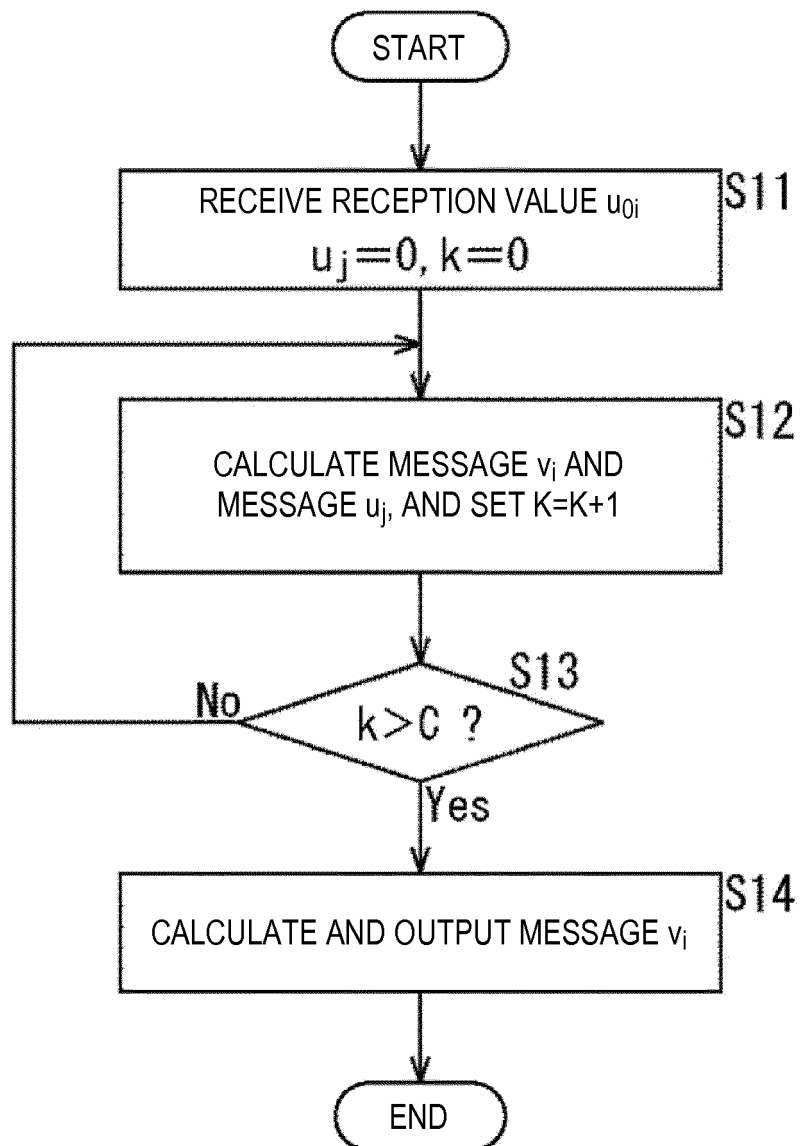 START
RECEIVE RECEPTION VALUE u0i
uj=0, k=0
S11
CALCULATE MESSAGE vi AND
MESSAGE uj, AND SET K=K+1
S12
k>C ?
S13
No
Yes
CALCULATE AND OUTPUT MESSAGE vi
S14
END